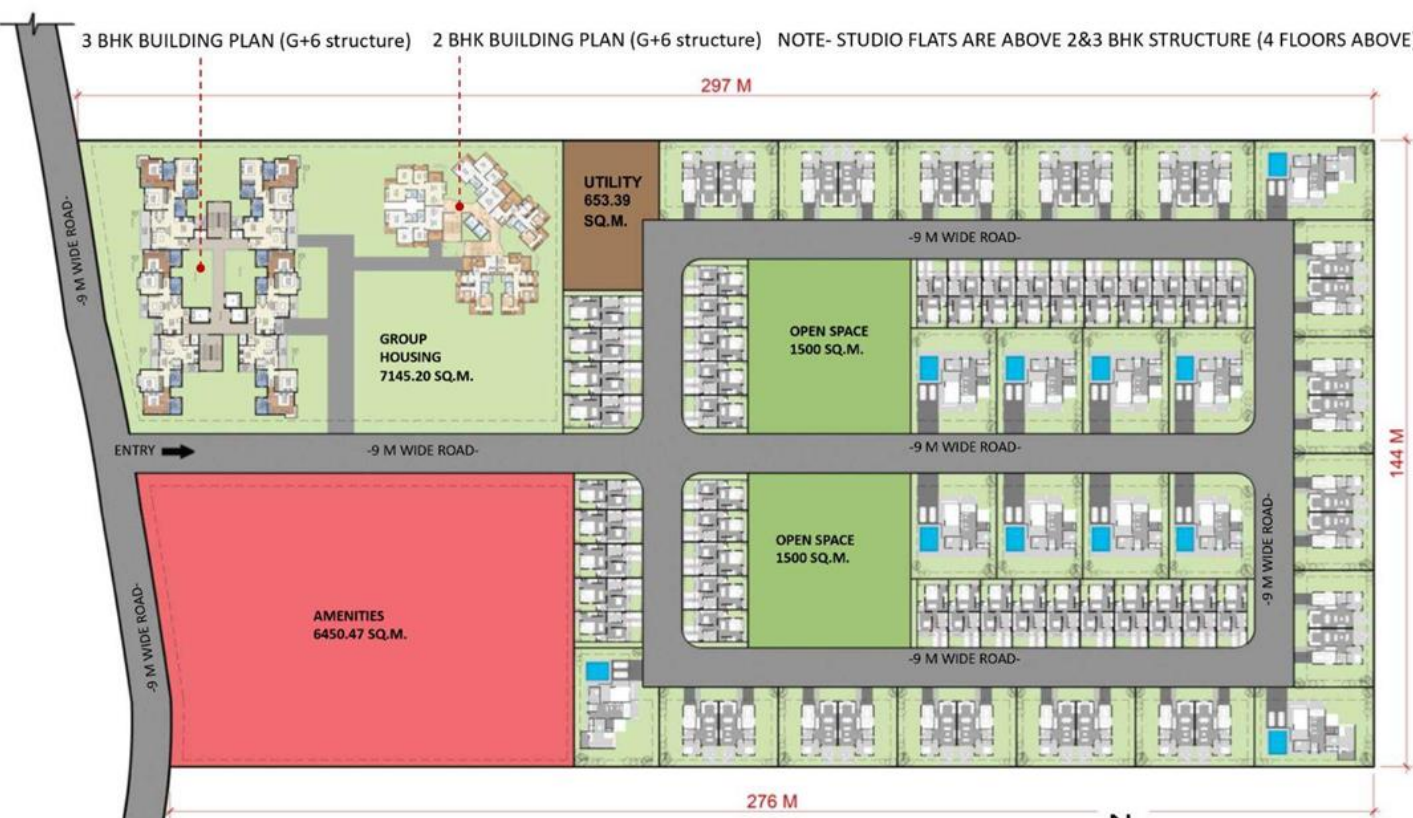 3 BHK BUILDING PLAN (G+6 structure)
2 BHK BUILDING PLAN (G+6 structure)
NOTE- STUDIO FLATS ARE ABOVE 2&3 BHK STRUCTURE (4 FLOORS ABOVE)
297 M
-9 M WIDE ROAD-
UTILITY
653.39
SQ.M.
-9 M WIDE ROAD-
GROUP
HOUSING
7145.20 SQ.M.
OPEN SPACE
1500 SQ.M.
ENTRY
-9 M WIDE ROAD-
-9 M WIDE ROAD-
144 M
OPEN SPACE
1500 SQ.M.
-9 M WIDE ROAD-
-9 M WIDE ROAD-
AMENITIES
6450.47 SQ.M.
-9 M WIDE ROAD-
276 M